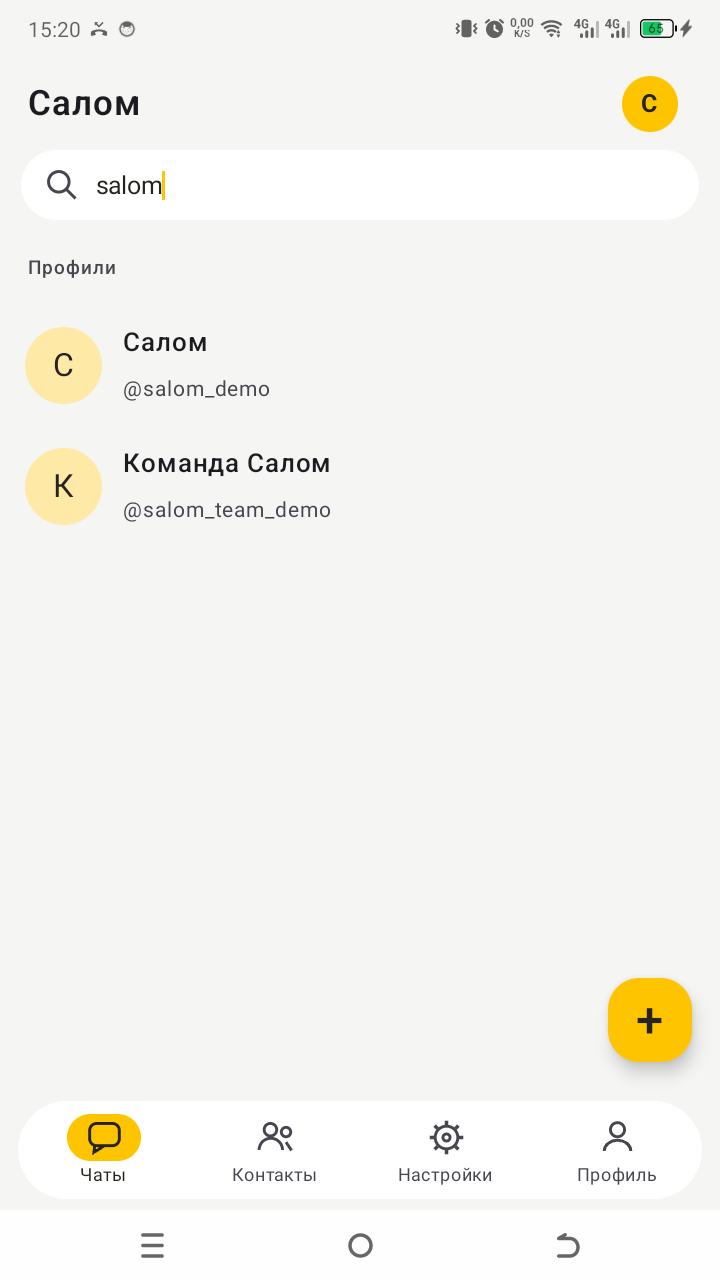 15:20
0,00
K/S
4G
4G
65
Салом
С
salom
Профили
С
Салом
@salom_demo
К
Команда Салом
@salom_team_demo
+
Чаты
Контакты
Настройки
Профиль